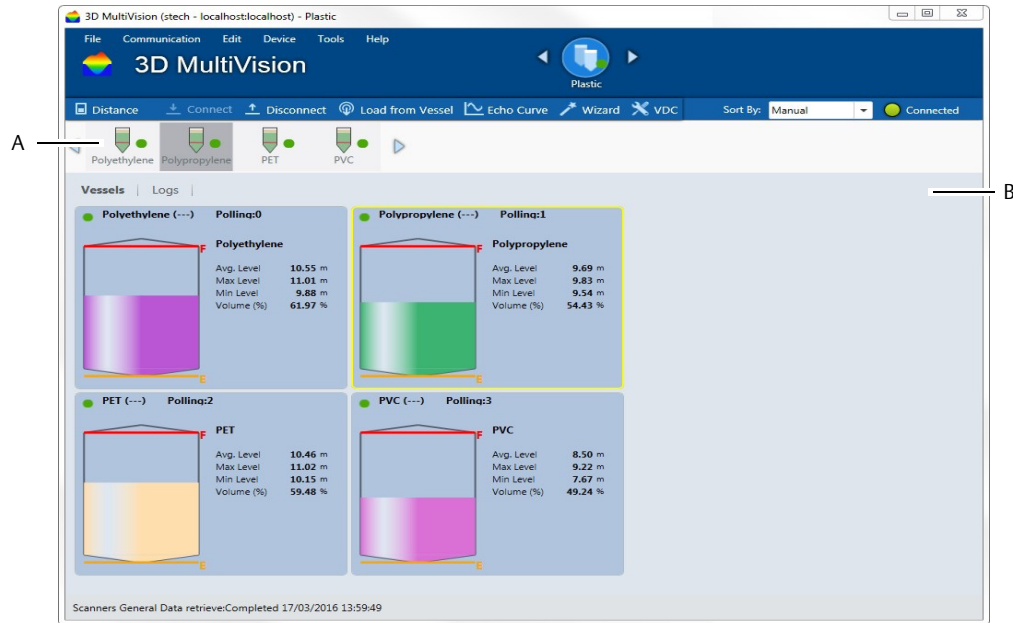 3D MultiVision (stech - localhost:localhost) - Plastic
File Communication Edit Device Tools Help
3D MultiVision
Plastic
Distance Connect Disconnect Load from Vessel Echo Curve Wizard VDC Sort By: Manual Connected
A
Polyethylene Polypropylene PET PVC
Vessels | Logs |
B
Polyethylene (---) Polling:0
F
Polyethylene
Avg. Level 10.55 m
Max Level 11.01 m
Min Level 9.88 m
Volume (%) 61.97 %
E
Polypropylene (---) Polling:1
F
Polypropylene
Avg. Level 9.69 m
Max Level 9.83 m
Min Level 9.54 m
Volume (%) 54.43 %
E
PET (---) Polling:2
F
PET
Avg. Level 10.46 m
Max Level 11.02 m
Min Level 10.15 m
Volume (%) 59.48 %
E
PVC (---) Polling:3
F
PVC
Avg. Level 8.50 m
Max Level 9.22 m
Min Level 7.67 m
Volume (%) 49.24 %
E
Scanners General Data retrieve:Completed 17/03/2016 13:59:49